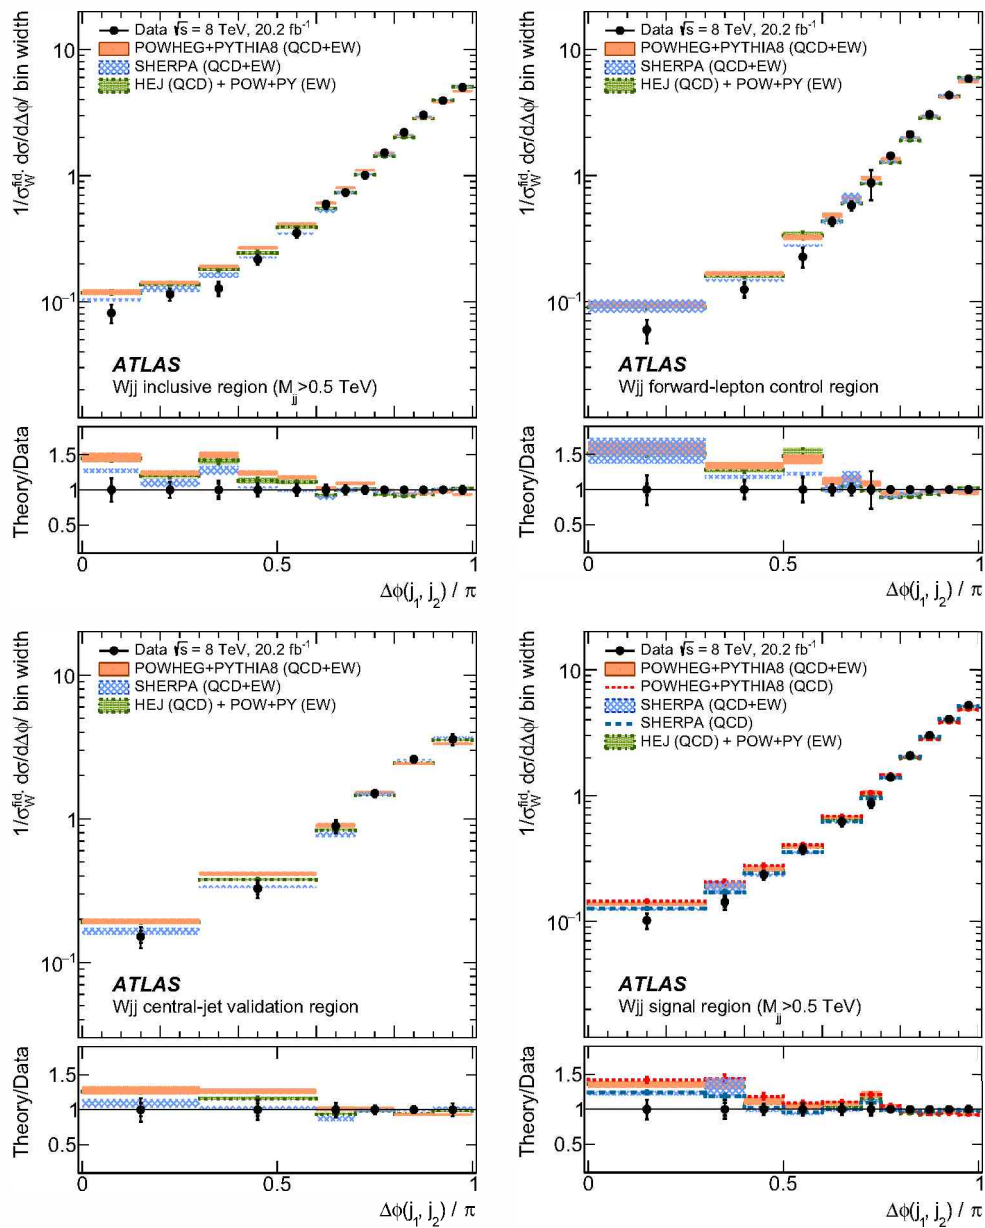 Data √s = 8 TeV, 20.2 fb⁻¹
POWHEG+PYTHIA8 (QCD+EW)
SHERPA (QCD+EW)
HEJ (QCD) + POW+PY (EW)
1/σ_W^fid. dσ/dΔϕ/ bin width
10
1
10⁻¹
ATLAS
Wjj inclusive region (M_jj>0.5 TeV)
Theory/Data
1.5
1
0.5
0 0.5 1
Δϕ(j₁, j₂) / π
Data √s = 8 TeV, 20.2 fb⁻¹
POWHEG+PYTHIA8 (QCD+EW)
SHERPA (QCD+EW)
HEJ (QCD) + POW+PY (EW)
1/σ_W^fid. dσ/dΔϕ/ bin width
10
1
10⁻¹
ATLAS
Wjj forward-lepton control region
Theory/Data
1.5
1
0.5
0 0.5 1
Δϕ(j₁, j₂) / π
Data √s = 8 TeV, 20.2 fb⁻¹
POWHEG+PYTHIA8 (QCD+EW)
SHERPA (QCD+EW)
HEJ (QCD) + POW+PY (EW)
1/σ_W^fid. dσ/dΔϕ/ bin width
10
1
10⁻¹
ATLAS
Wjj central-jet validation region
Theory/Data
1.5
1
0.5
0 0.5 1
Δϕ(j₁, j₂) / π
Data √s = 8 TeV, 20.2 fb⁻¹
POWHEG+PYTHIA8 (QCD+EW)
POWHEG+PYTHIA8 (QCD)
SHERPA (QCD+EW)
SHERPA (QCD)
HEJ (QCD) + POW+PY (EW)
1/σ_W^fid. dσ/dΔϕ/ bin width
10
1
10⁻¹
ATLAS
Wjj signal region (M_jj>0.5 TeV)
Theory/Data
1.5
1
0.5
0 0.5 1
Δϕ(j₁, j₂) / π